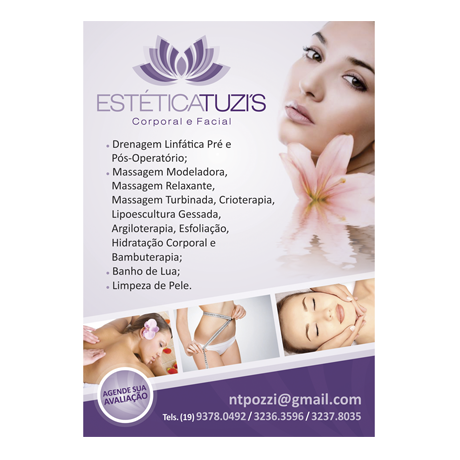 ESTÉTICATUZI'S
Corporal e Facial
Drenagem Linfática Pré e
Pós-Operatório;
Massagem Modeladora,
Massagem Relaxante,
Massagem Turbinada, Crioterapia,
Lipoescultura Gessada,
Argiloterapia, Esfoliação,
Hidratação Corporal e
Bambuterapia;
Banho de Lua;
Limpeza de Pele.
AGENDE SUA
AVALIAÇÃO
ntpozzi@gmail.com
Tels. (19) 9378.0492 / 3236.3596 / 3237.8035